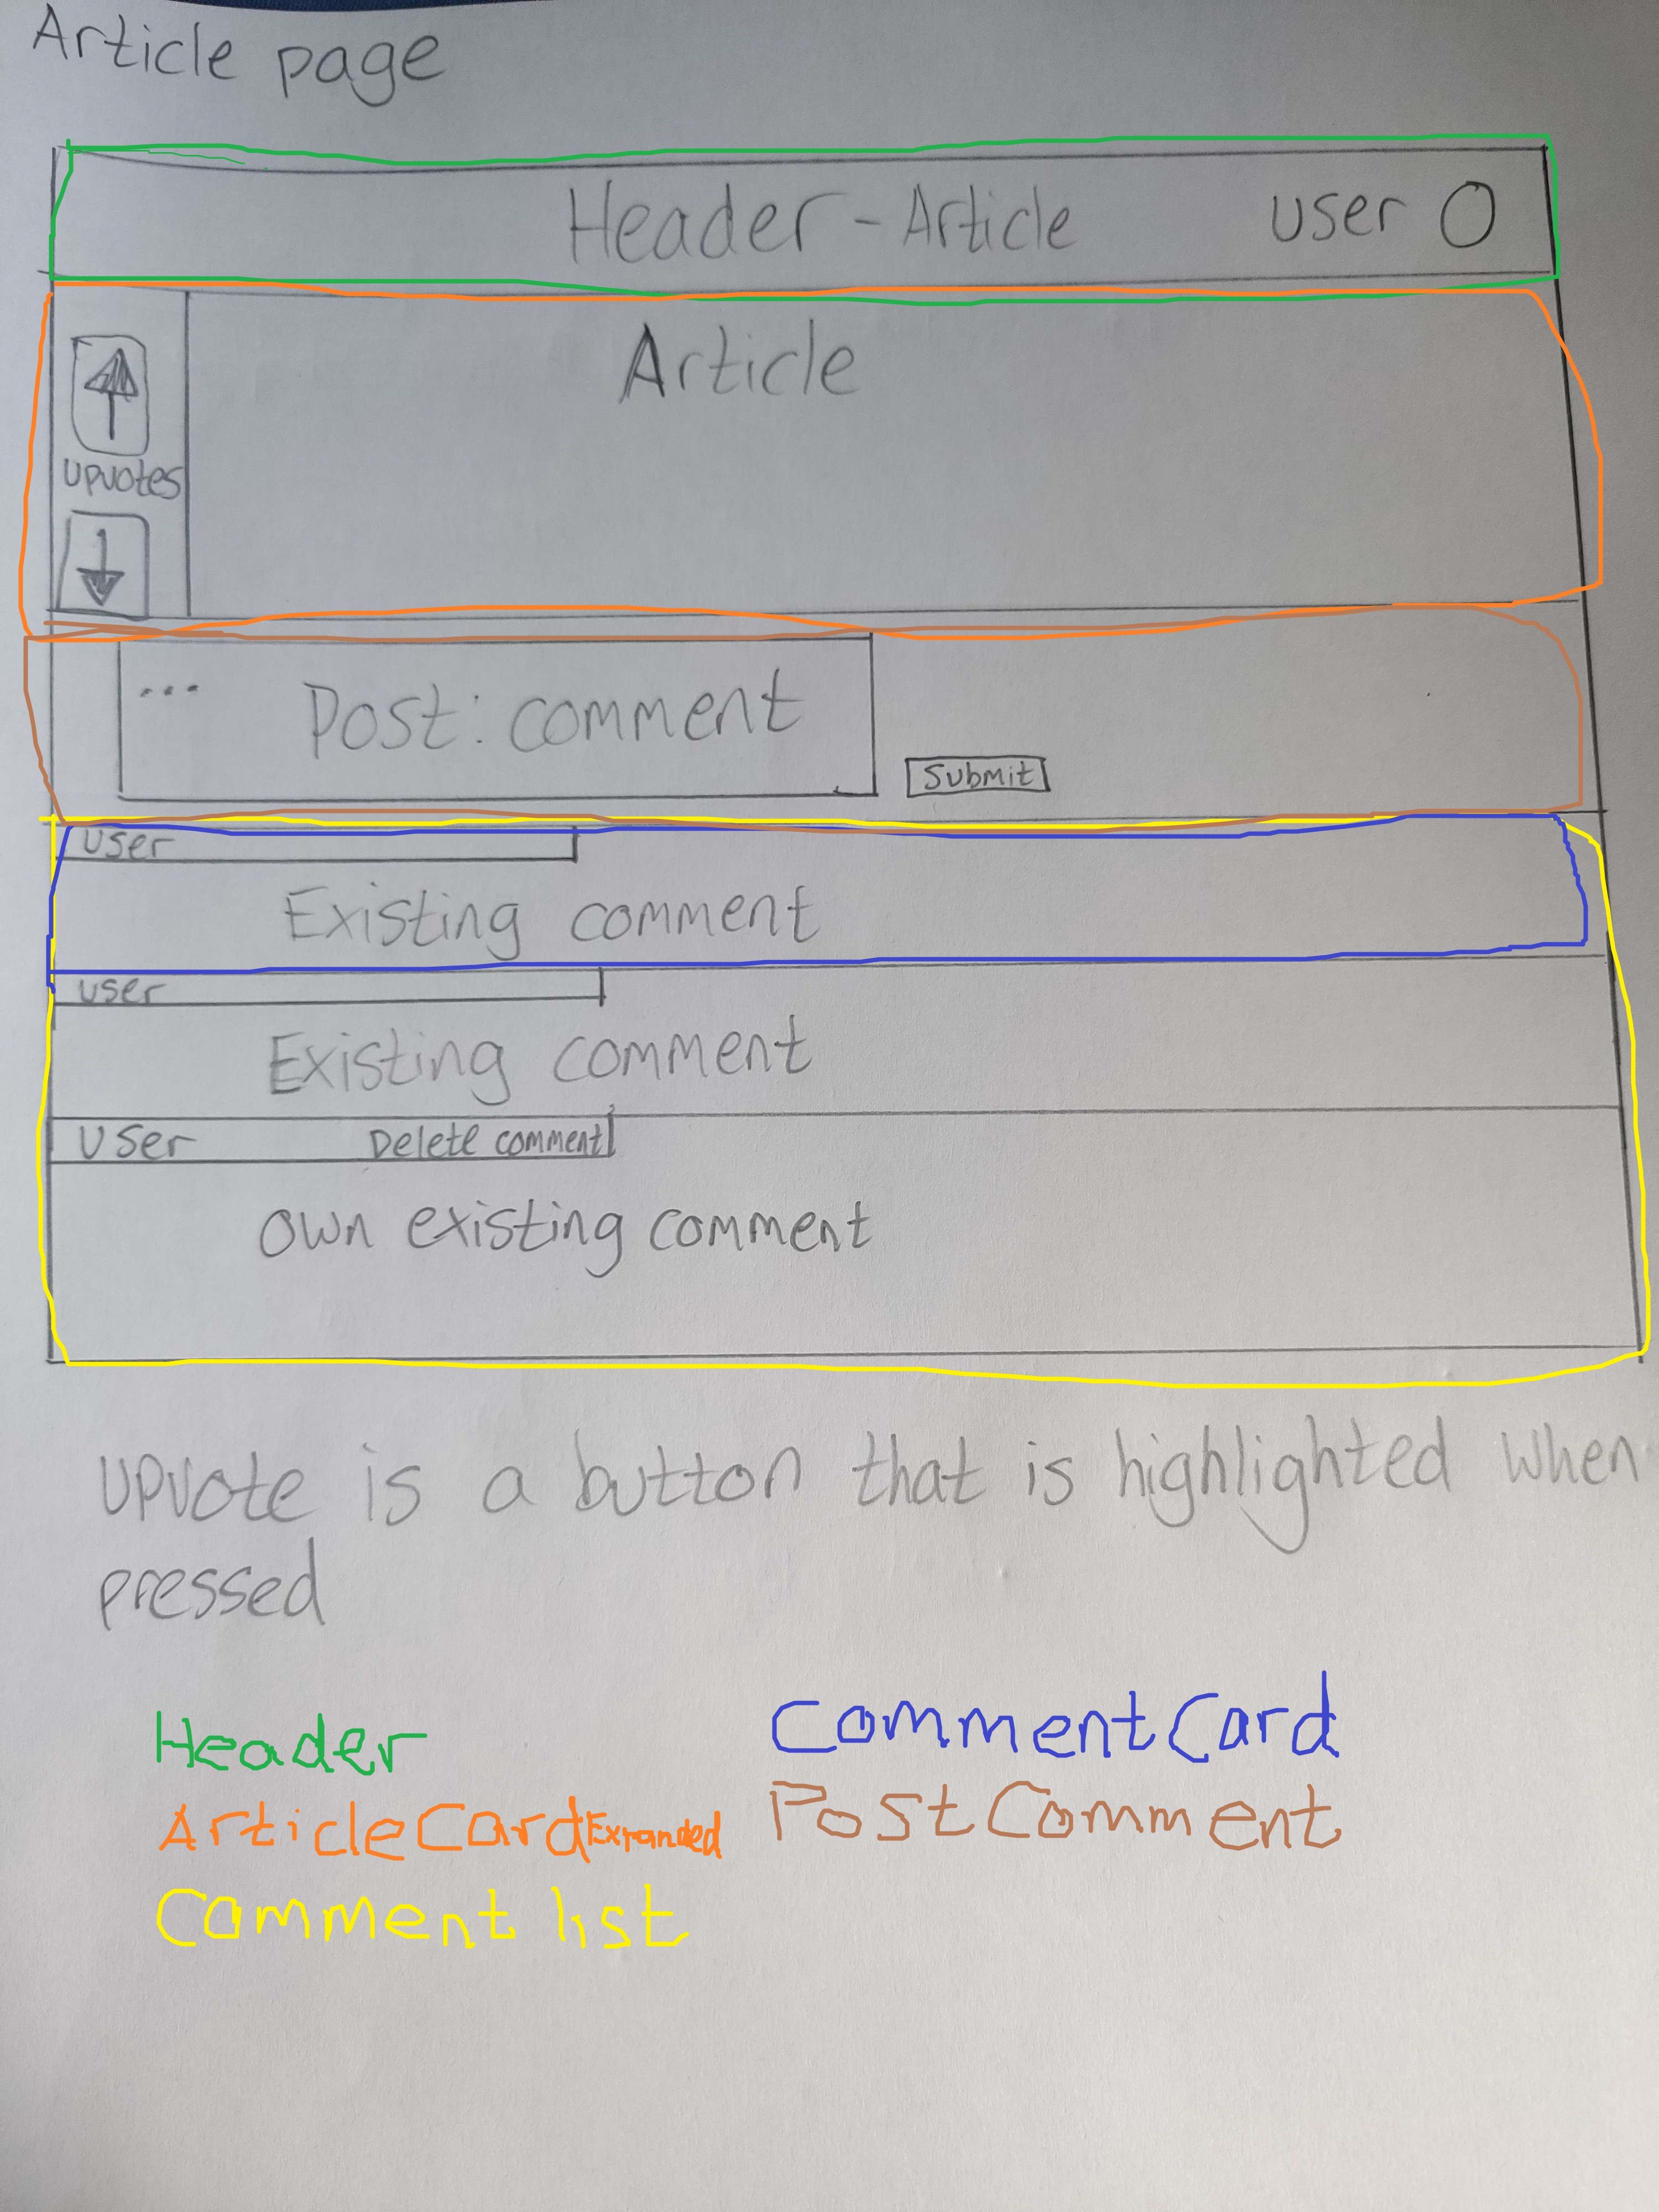 Article page
Header - Article user
Article
upvotes
... Post: comment
Submit
user
Existing comment
user
Existing comment
User Delete comment
own existing comment
upvote is a button that is highlighted when
pressed
Header
ArticleCardExpanded
Comment list
CommentCard
PostComment